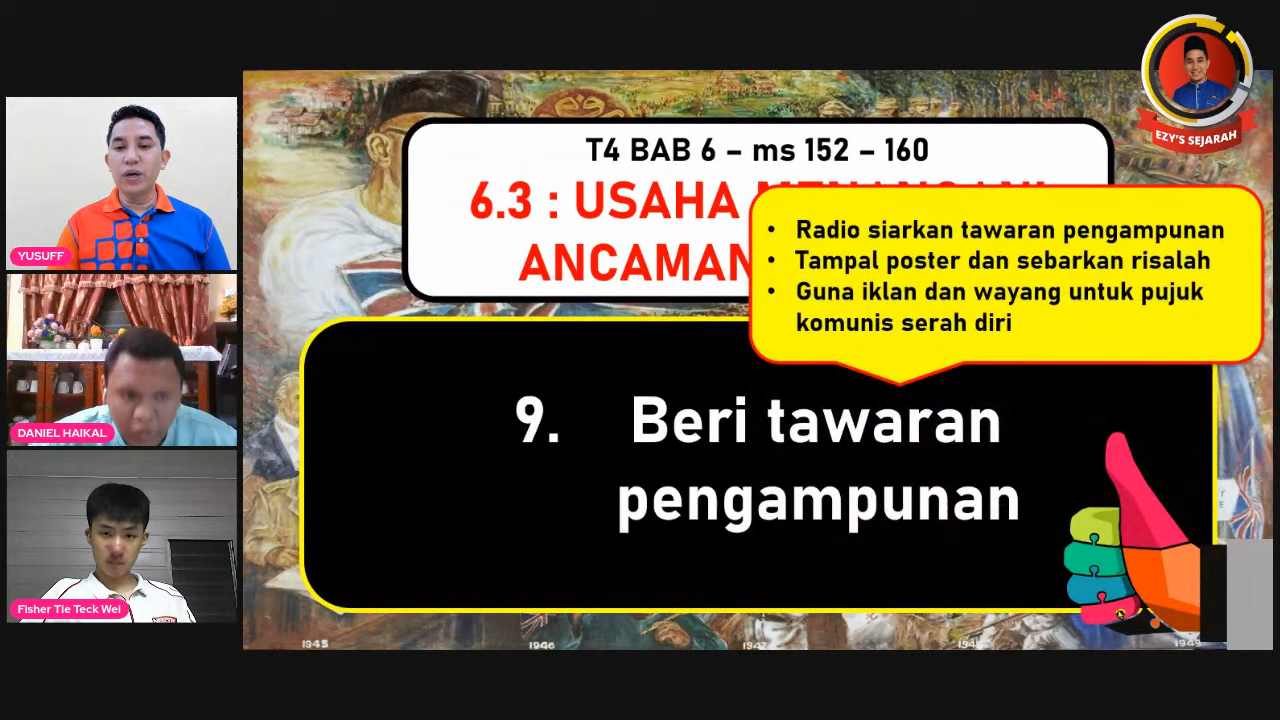 EZY'S SEJARAH
T4 BAB 6 – ms 152 – 160
6.3 : USAHA
ANCAMAN
• Radio siarkan tawaran pengampunan
• Tampal poster dan sebarkan risalah
• Guna iklan dan wayang untuk pujuk
komunis serah diri
9. Beri tawaran
pengampunan
YUSUFF
DANIEL HAIKAL
Fisher Tie Teck Wei
1945
1946
1947